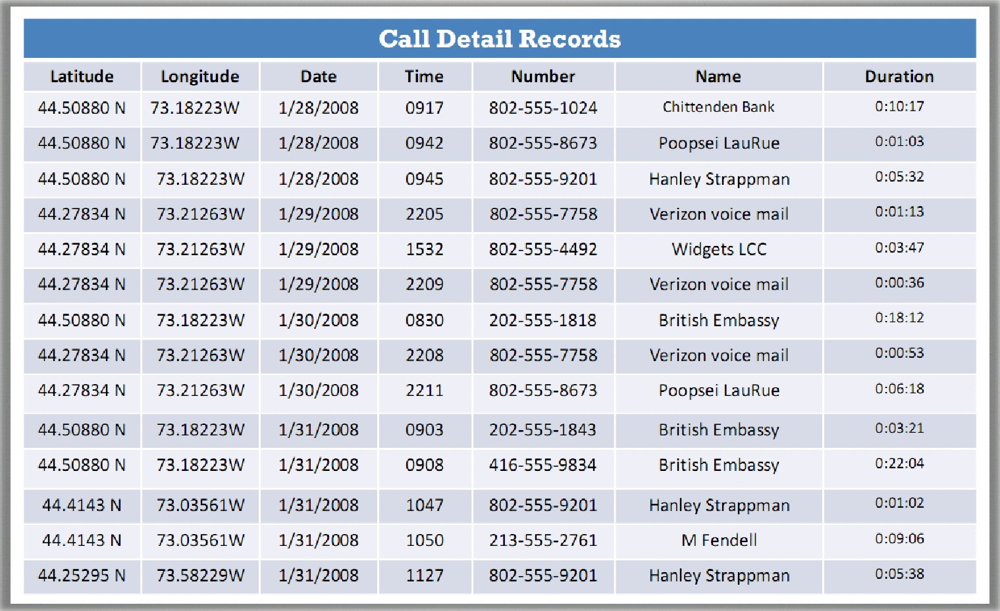 Call Detail Records
Latitude Longitude Date Time Number Name Duration
44.50880 N 73.18223W 1/28/2008 0917 802-555-1024 Chittenden Bank 0:10:17
44.50880 N 73.18223W 1/28/2008 0942 802-555-8673 Poopsei LauRue 0:01:03
44.50880 N 73.18223W 1/28/2008 0945 802-555-9201 Hanley Strappman 0:05:32
44.27834 N 73.21263W 1/29/2008 2205 802-555-7758 Verizon voice mail 0:01:13
44.27834 N 73.21263W 1/29/2008 1532 802-555-4492 Widgets LCC 0:03:47
44.27834 N 73.21263W 1/29/2008 2209 802-555-7758 Verizon voice mail 0:00:36
44.50880 N 73.18223W 1/30/2008 0830 202-555-1818 British Embassy 0:18:12
44.27834 N 73.21263W 1/30/2008 2208 802-555-7758 Verizon voice mail 0:00:53
44.27834 N 73.21263W 1/30/2008 2211 802-555-8673 Poopsei LauRue 0:06:18
44.50880 N 73.18223W 1/31/2008 0903 202-555-1843 British Embassy 0:03:21
44.50880 N 73.18223W 1/31/2008 0908 416-555-9834 British Embassy 0:22:04
44.4143 N 73.03561W 1/31/2008 1047 802-555-9201 Hanley Strappman 0:01:02
44.4143 N 73.03561W 1/31/2008 1050 213-555-2761 M Fendell 0:09:06
44.25295 N 73.58229W 1/31/2008 1127 802-555-9201 Hanley Strappman 0:05:38